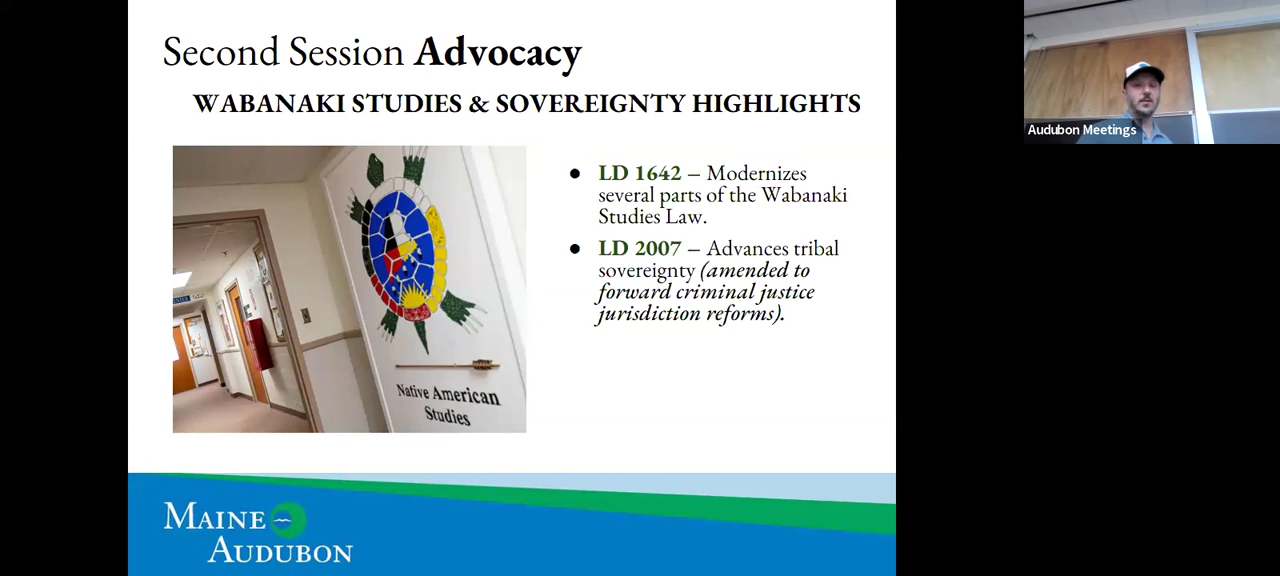 Second Session Advocacy
WABANAKI STUDIES & SOVEREIGNTY HIGHLIGHTS
● LD 1642 – Modernizes
several parts of the Wabanaki
Studies Law.
● LD 2007 – Advances tribal
sovereignty (amended to
forward criminal justice
jurisdiction reforms).
Native American
Studies
MAINE
AUDUBON
Audubon Meetings